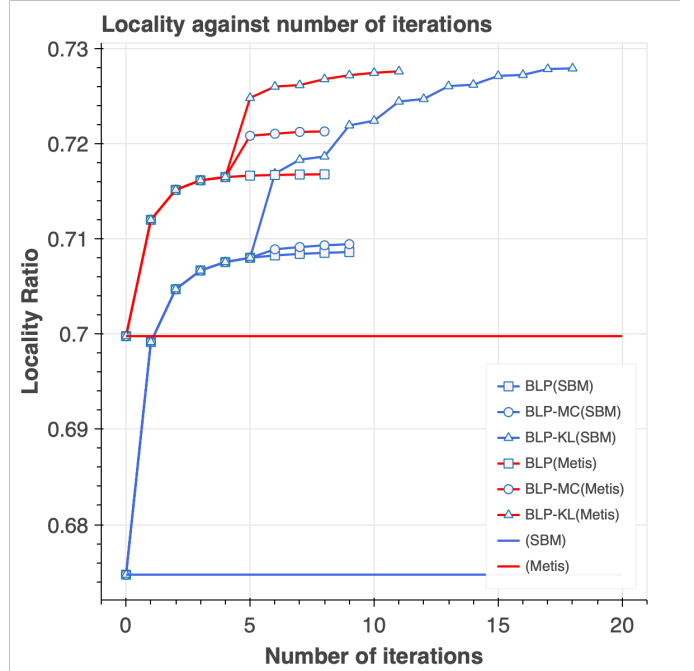 Locality against number of iterations
0.73
0.72
0.71
0.7
0.69
0.68
Locality Ratio
BLP(SBM)
BLP-MC(SBM)
BLP-KL(SBM)
BLP(Metis)
BLP-MC(Metis)
BLP-KL(Metis)
(SBM)
(Metis)
0
5
10
15
20
Number of iterations